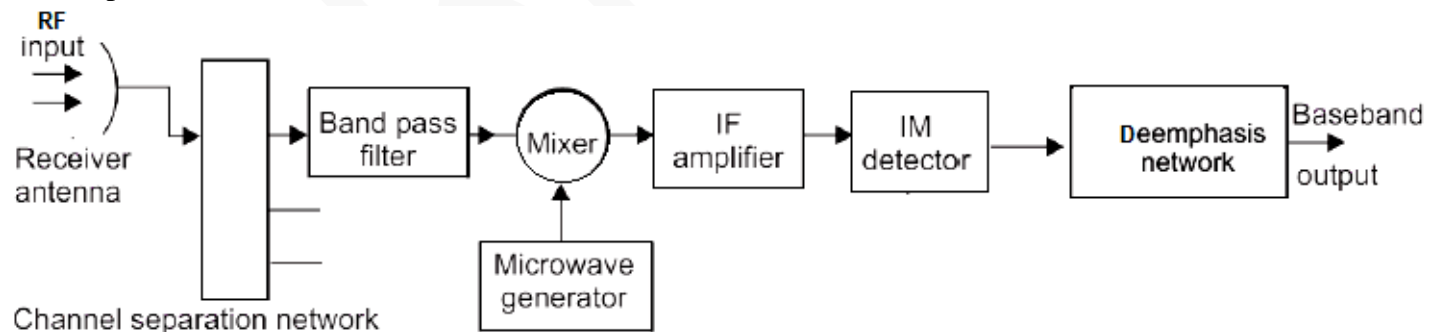 RF
input
Receiver
antenna
Channel separation network
Band pass
filter
Mixer
Microwave
generator
IF
amplifier
IM
detector
Deemphasis
network
Baseband
output